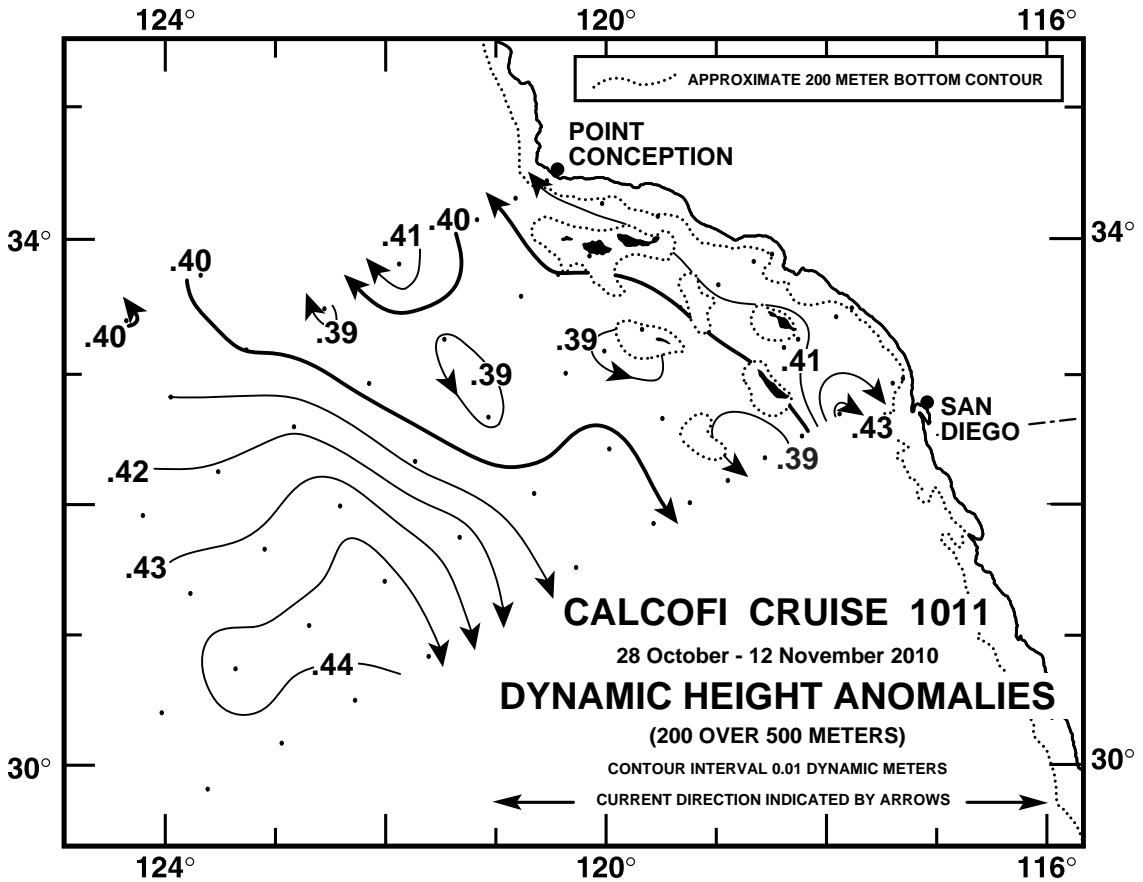 124° 120° 116°
APPROXIMATE 200 METER BOTTOM CONTOUR
POINT
CONCEPTION
34° 34°
.41 .40
.40
.40 .39
.39 .39
.41
SAN
DIEGO
.43
.42 .39
.43
CALCOFI CRUISE 1011
28 October - 12 November 2010
.44
DYNAMIC HEIGHT ANOMALIES
(200 OVER 500 METERS)
30° 30°
CONTOUR INTERVAL 0.01 DYNAMIC METERS
CURRENT DIRECTION INDICATED BY ARROWS
124° 120° 116°